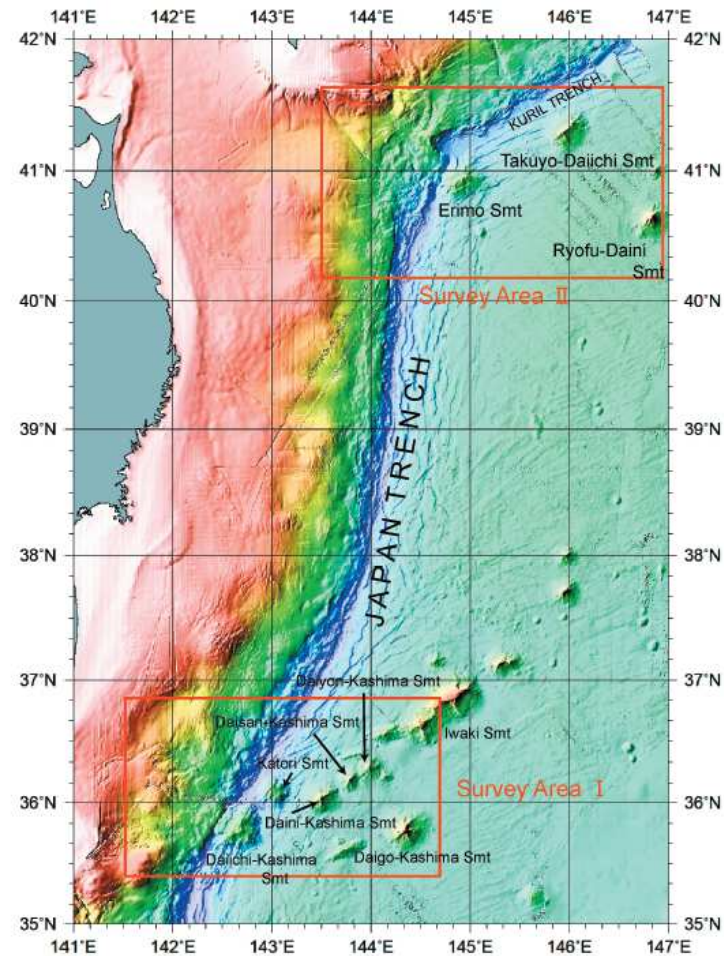 141°E 142°E 143°E 144°E 145°E 146°E 147°E
42°N 42°N
KURIL TRENCH
Takuyo-Daiichi Smt
41°N 41°N
Erimo Smt
Ryofu-Daini
Smt
Survey Area II
40°N 40°N
JAPAN TRENCH
39°N 39°N
38°N 38°N
37°N 37°N
Daiyon-Kashima Smt
Daisan-Kashima Smt
Iwaki Smt
Katori Smt
Survey Area I
36°N 36°N
Daini-Kashima Smt
Daiichi-Kashima
Smt
Daigo-Kashima Smt
35°N 35°N
141°E 142°E 143°E 144°E 145°E 146°E 147°E